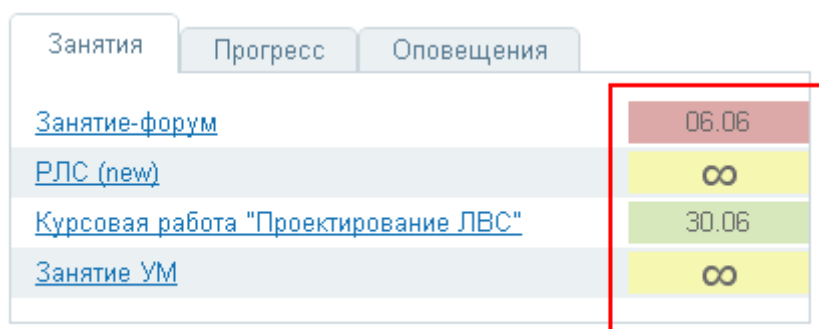 Занятия Прогресс Оповещения
Занятие-форум 06.06
РЛС (new) ∞
Курсовая работа "Проектирование ЛВС" 30.06
Занятие УМ ∞